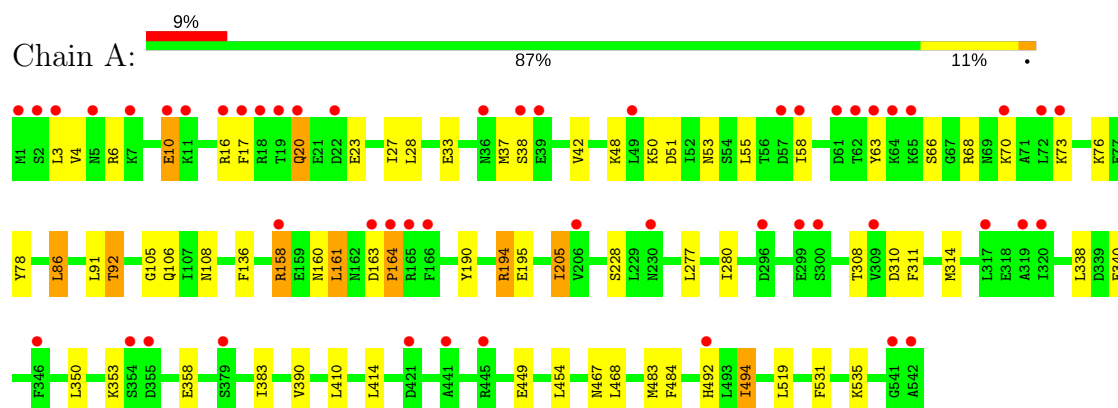 9%
Chain A:
87% 11% •
M1 S2 L3 V4 N5 R6 K7 E10 K11 R16 F17 R18 T19 Q20 E21 D22 E23 I27 L28 E33 N36 M37 S38 E39 V42 K48 L49 K50 D51 I52 N53 S54 L55 T56 D57 I58 D61 T62 Y63 K64 K65 S66 G67 R68 N69 K70 A71 L72 K73 K76 E77
Y78 L86 L91 T92 G105 Q106 I107 N108 F136 R158 E159 N160 L161 N162 D163 P164 R165 F166 Y190 R194 E195 I205 V206 S228 L229 N230 L277 I280 D296 E299 S300 T308 V309 D310 F311 M314 L317 E318 A319 I320 L338 D339 E340
F346 L350 K353 S354 D355 E358 S379 I383 V390 L410 L414 D421 A441 R445 E449 L454 N467 L468 M483 F484 H492 L493 I494 L519 F531 K535 G541 A542